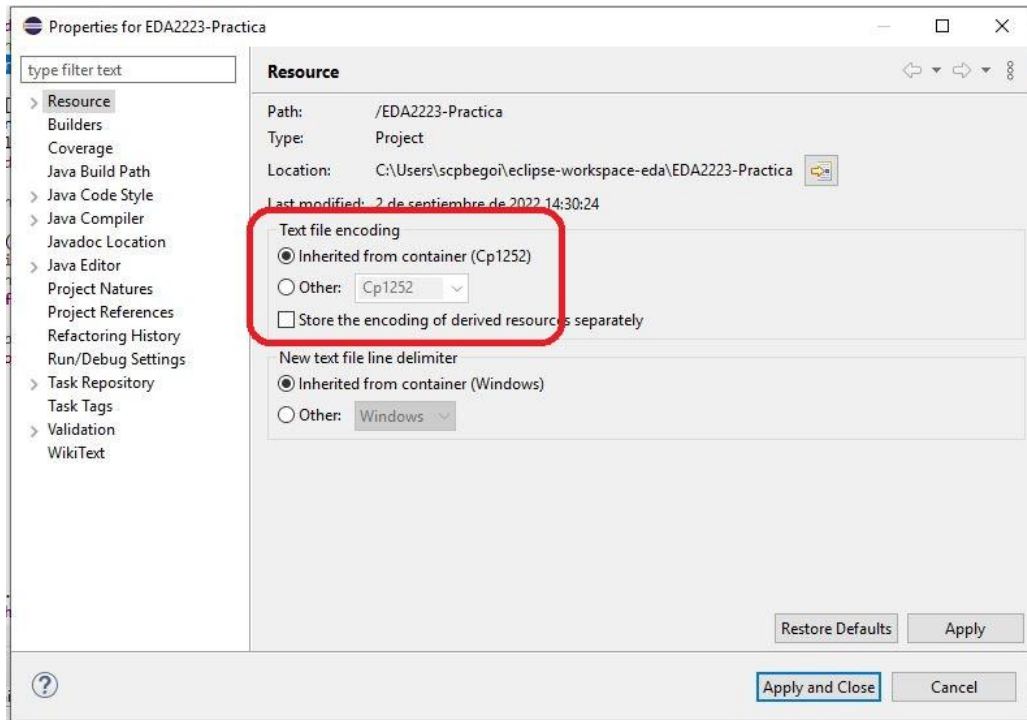 Properties for EDA2223-Practica
type filter text
Resource
Builders
Coverage
Java Build Path
Java Code Style
Java Compiler
Javadoc Location
Java Editor
Project Natures
Project References
Refactoring History
Run/Debug Settings
Task Repository
Task Tags
Validation
WikiText
Resource
Path: /EDA2223-Practica
Type: Project
Location: C:\Users\scpbegoi\eclipse-workspace-eda\EDA2223-Practica
Last modified: 2 de septiembre de 2022 14:30:24
Text file encoding
Inherited from container (Cp1252)
Other: Cp1252
Store the encoding of derived resources separately
New text file line delimiter
Inherited from container (Windows)
Other: Windows
Restore Defaults Apply
Apply and Close Cancel